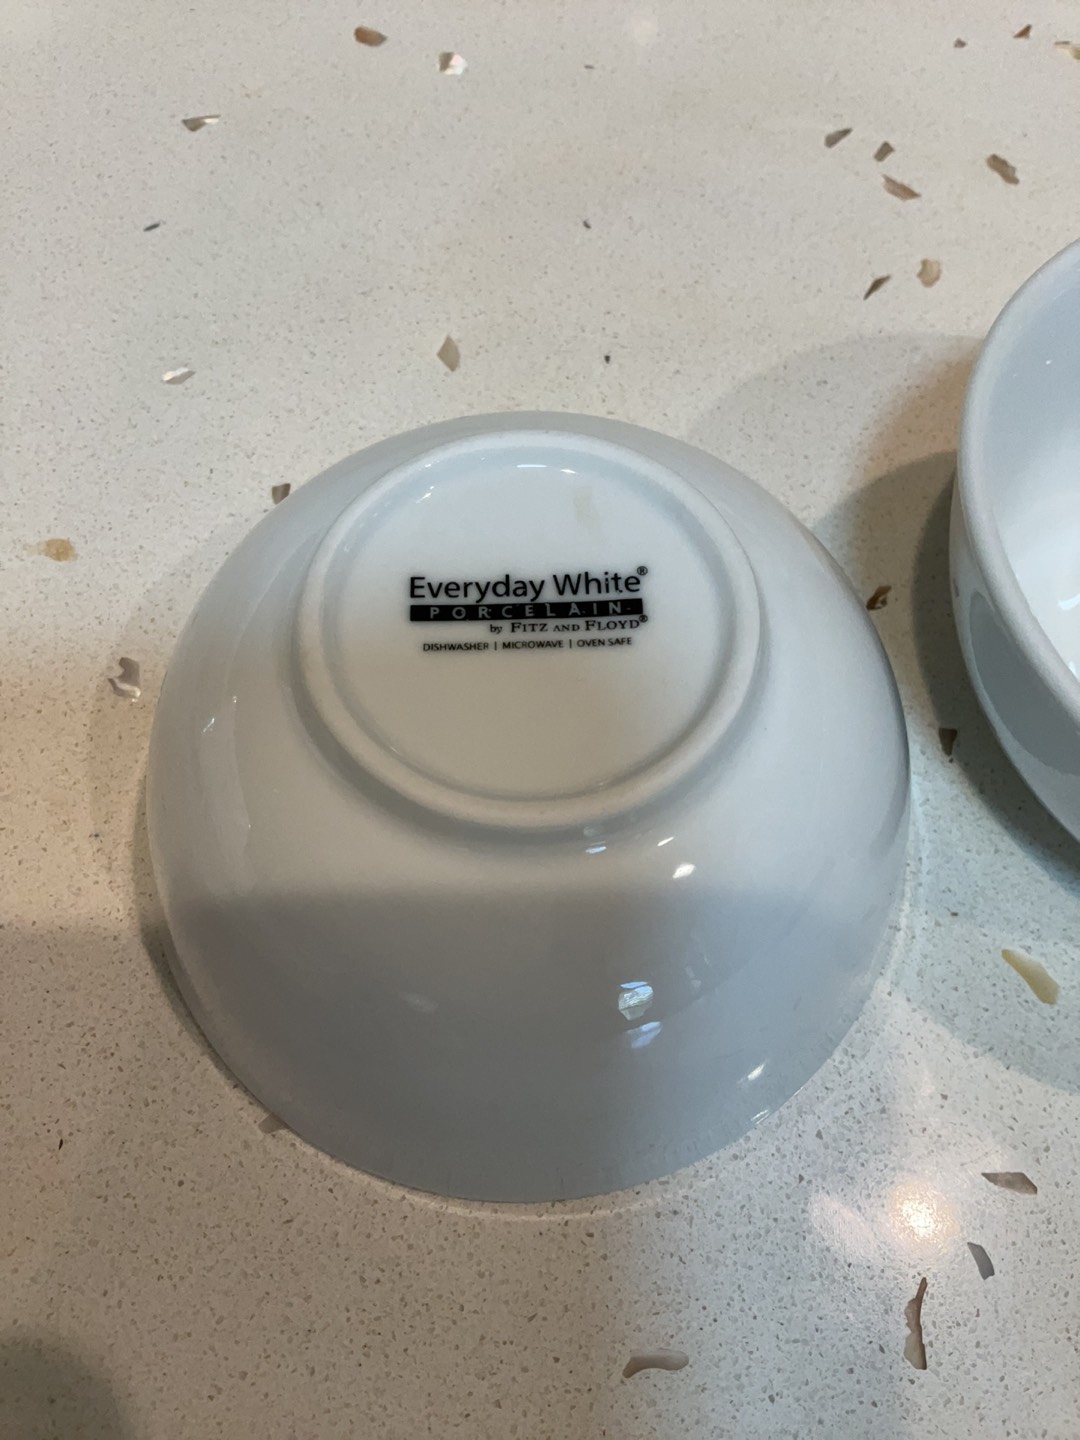 Everyday White®
PORCELAIN
by FITZ AND FLOYD®
DISHWASHER | MICROWAVE | OVEN SAFE